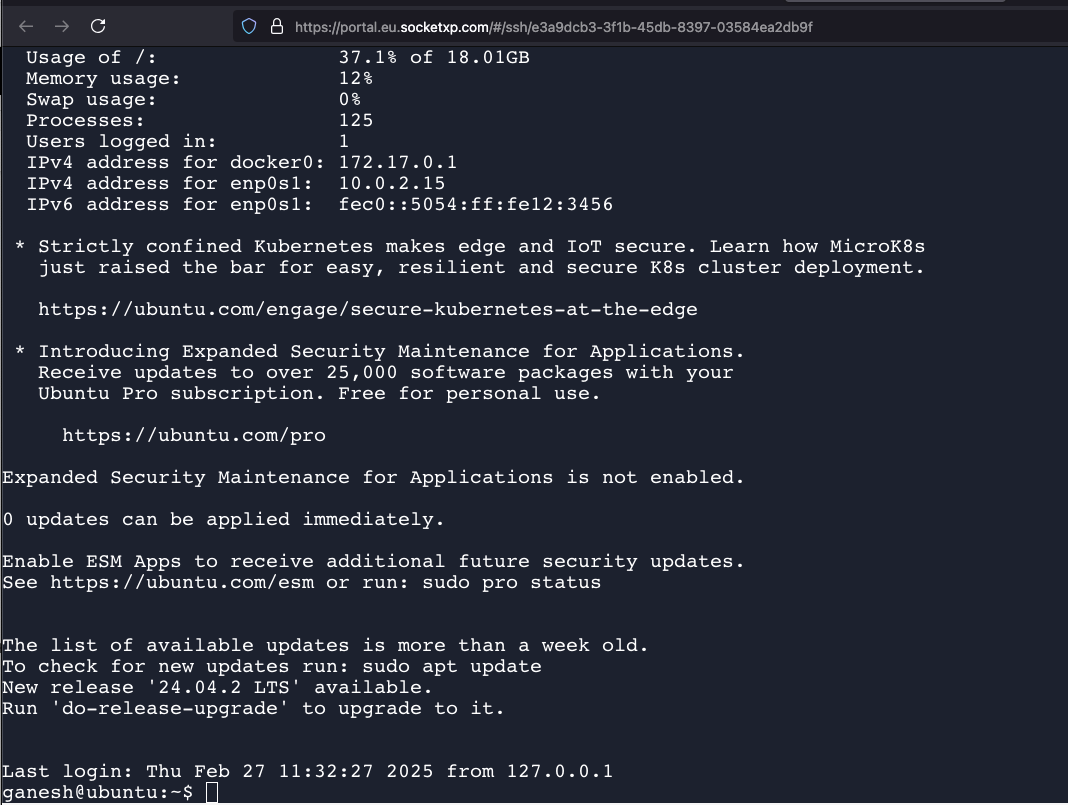 https://portal.eu.socketxp.com/#/ssh/e3a9dcb3-3f1b-45db-8397-03584ea2db9f
Usage of /: 37.1% of 18.01GB
Memory usage: 12%
Swap usage: 0%
Processes: 125
Users logged in: 1
IPv4 address for docker0: 172.17.0.1
IPv4 address for enp0s1: 10.0.2.15
IPv6 address for enp0s1: fec0::5054:ff:fe12:3456
* Strictly confined Kubernetes makes edge and IoT secure. Learn how MicroK8s
just raised the bar for easy, resilient and secure K8s cluster deployment.
https://ubuntu.com/engage/secure-kubernetes-at-the-edge
* Introducing Expanded Security Maintenance for Applications.
Receive updates to over 25,000 software packages with your
Ubuntu Pro subscription. Free for personal use.
https://ubuntu.com/pro
Expanded Security Maintenance for Applications is not enabled.
0 updates can be applied immediately.
Enable ESM Apps to receive additional future security updates.
See https://ubuntu.com/esm or run: sudo pro status
The list of available updates is more than a week old.
To check for new updates run: sudo apt update
New release '24.04.2 LTS' available.
Run 'do-release-upgrade' to upgrade to it.
Last login: Thu Feb 27 11:32:27 2025 from 127.0.0.1
ganesh@ubuntu:~$